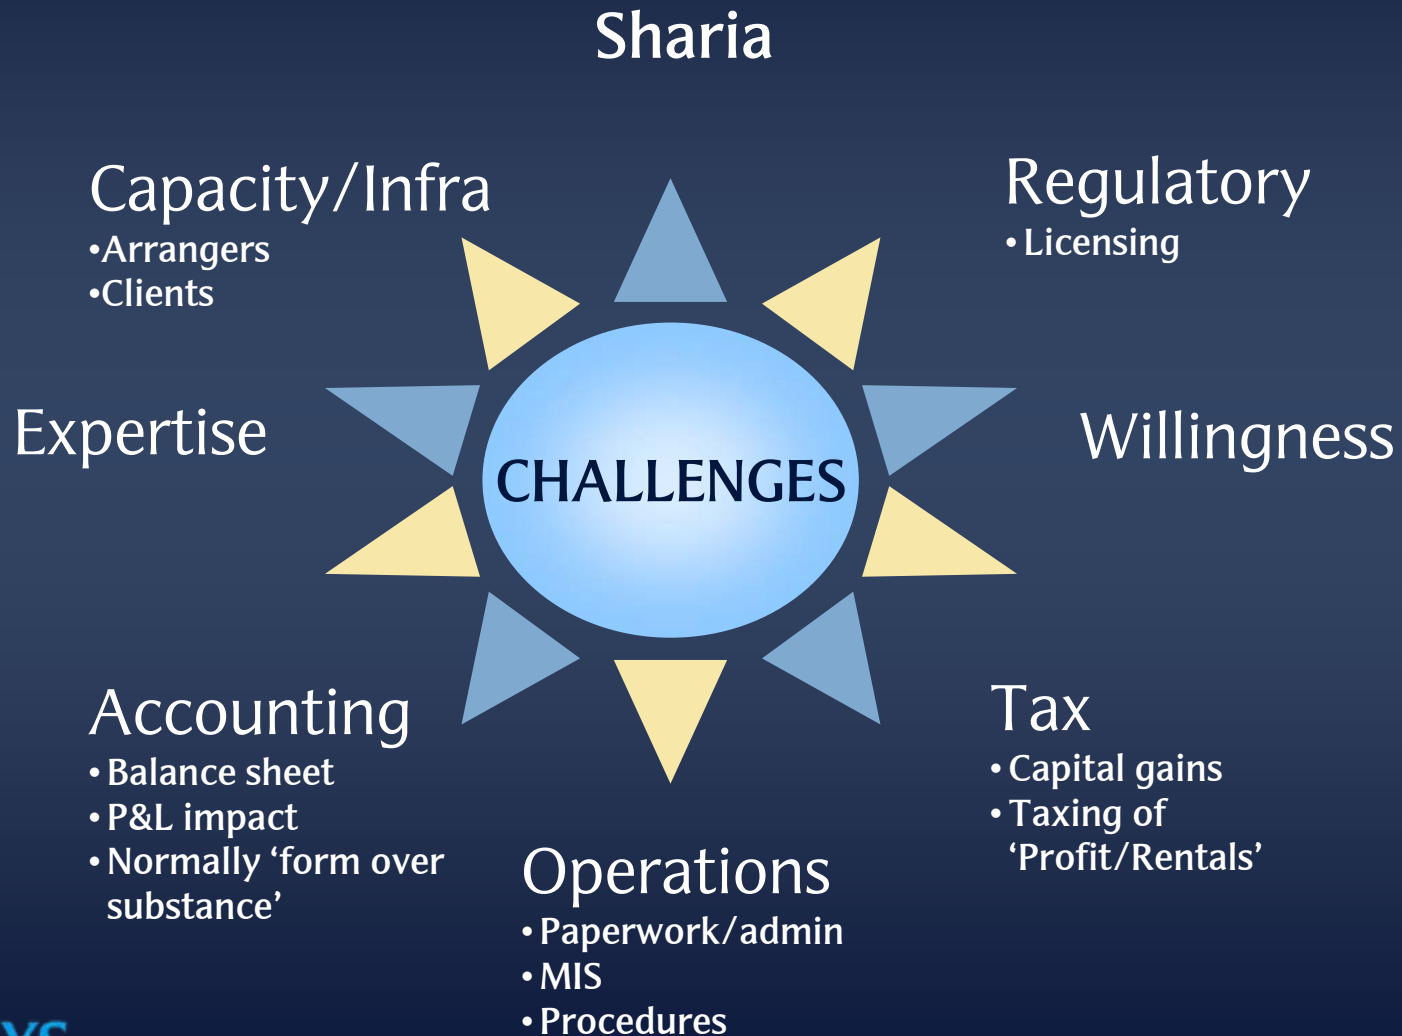 Sharia
Capacity/Infra
•Arrangers
•Clients
Regulatory
• Licensing
Expertise
CHALLENGES
Willingness
Accounting
• Balance sheet
• P&L impact
• Normally ‘form over
substance’
Tax
• Capital gains
• Taxing of
‘Profit/Rentals’
Operations
• Paperwork/admin
• MIS
• Procedures